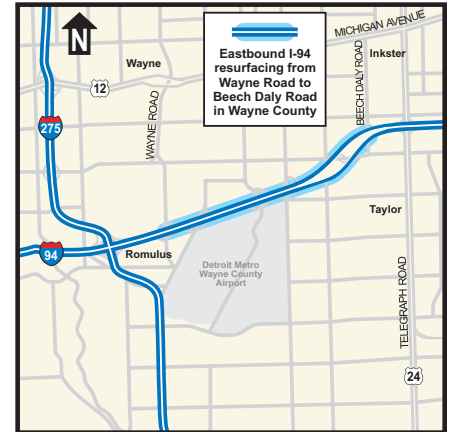 N
MICHIGAN AVENUE
Eastbound I-94
resurfacing from
Wayne Road to
Beech Daly Road
in Wayne County
Inkster
Wayne
BEECH DALY ROAD
12
WAYNE ROAD
275
Taylor
94
Romulus
Detroit Metro
Wayne County
Airport
TELEGRAPH ROAD
24